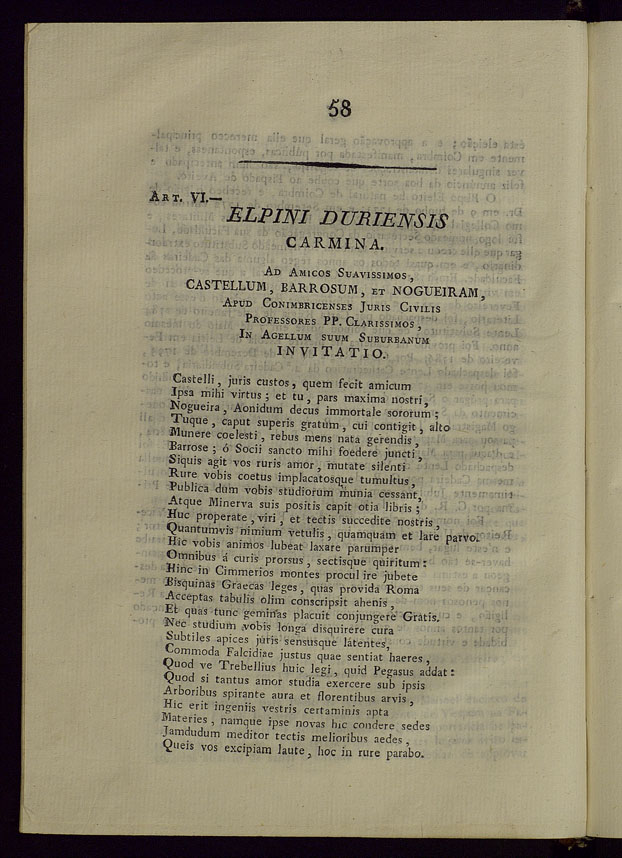 58
ART. VI.—
ELPINI DURIENSIS
CARMINA.
AD AMICOS SUAVISSIMOS,
CASTELLUM, BARROSUM, ET NOGUEIRAM,
APUD CONIMBRICENSES JURIS CIVILIS
PROFESSORES PP. CLARISSIMOS,
IN AGELLUM SUUM SUBURBANUM
INVITATIO.
Castelli, juris custos, quem fecit amicum
Ipsa mihi virtus; et tu, pars maxima nostri,
Nogueira, Aonidum decus immortale sororum;
Tuque, caput superis gratum, cui contigit, alto
Munere coelesti, rebus mens nata gerendis,
Barrose; ó Socii sancto mihi foedere juncti,
Siquis agit vos ruris amor, mutate silenti
Rure vobis coetus implacatosque tumultus,
Publica dum vobis studiorum munia cessant,
Atque Minerva suis positis capit otia libris;
Huc properate, viri, et tectis succedite nostris,
Quantumvis nimium vetulis, quamquam et lare parvo.
Hic vobis animos lubeat laxare parumper
Omnibus á curis prorsus, sectisque quiritum:
Hinc in Cimmerios montes procul ire jubete
Bisquinas Graecas leges, quas provida Roma
Acceptas tabulis olim conscripsit ahenis,
Et quas tunc geminas placuit conjungere Gratis.
Nec studium vobis longa disquirere cura
Subtiles apices juris sensusque latentes,
Commoda Falcidiae justus quae sentiat haeres,
Quod ve Trebellius huic legi, quid Pegasus addat:
Quod si tantus amor studia exercere sub ipsis
Arboribus spirante aura et florentibus arvis,
Hic erit ingeniis vestris certaminis apta
Materies, namque ipse novas hic condere sedes
Jamdudum meditor tectis melioribus aedes,
Queis vos excipiam laute, hoc in rure parabo.